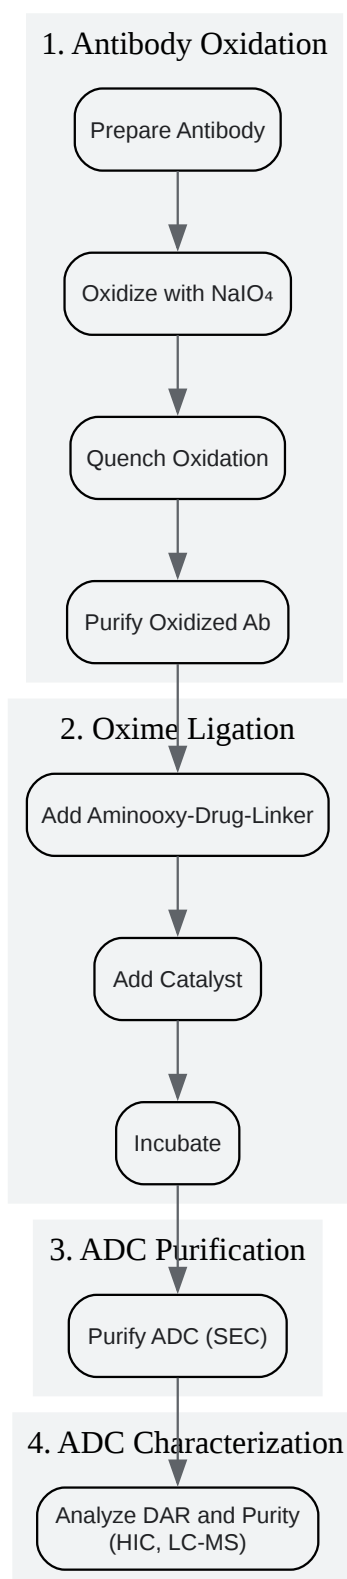 1. Antibody Oxidation
Prepare Antibody
Oxidize with NaIO₄
Quench Oxidation
Purify Oxidized Ab
2. Oxime Ligation
Add Aminooxy-Drug-Linker
Add Catalyst
Incubate
3. ADC Purification
Purify ADC (SEC)
4. ADC Characterization
Analyze DAR and Purity
(HIC, LC-MS)